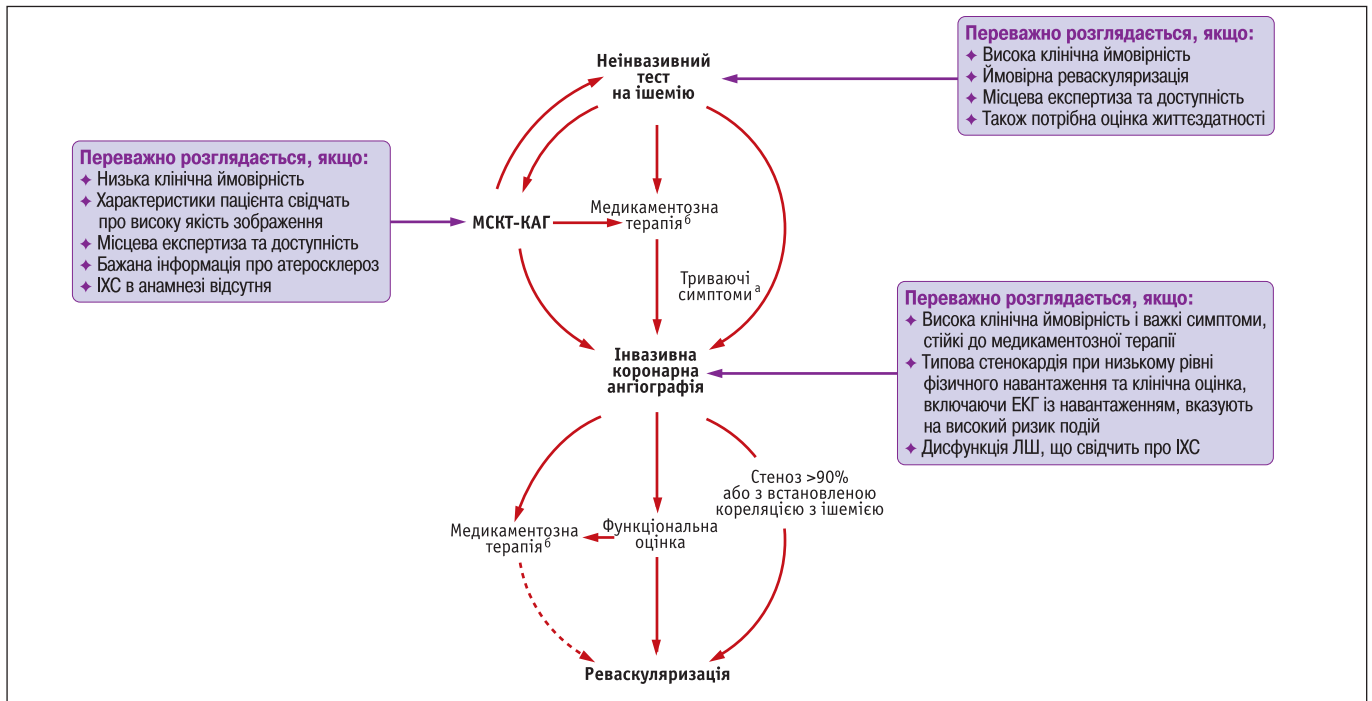 Неінвазивний
тест
на ішемію
Переважно розглядається, якщо:
✦ Висока клінічна ймовірність
✦ Ймовірна реваскуляризація
✦ Місцева експертиза та доступність
✦ Також потрібна оцінка життєздатності
Переважно розглядається, якщо:
✦ Низька клінічна ймовірність
✦ Характеристики пацієнта свідчать
про високу якість зображення
✦ Місцева експертиза та доступність
✦ Бажана інформація про атеросклероз
✦ ІХС в анамнезі відсутня
МСКТ-КАГ
Медикаментозна
терапія б
Триваючі
симптоми а
Інвазивна
коронарна
ангіографія
Переважно розглядається, якщо:
✦ Висока клінічна ймовірність і важкі симптоми,
стійкі до медикаментозної терапії
✦ Типова стенокардія при низькому рівні
фізичного навантаження та клінічна оцінка,
включаючи ЕКГ із навантаженням, вказують
на високий ризик подій
✦ Дисфункція ЛШ, що свідчить про ІХС
Стеноз >90%
або з встановленою
кореляцією з ішемією
Медикаментозна
терапія б
Функціональна
оцінка
Реваскуляризація